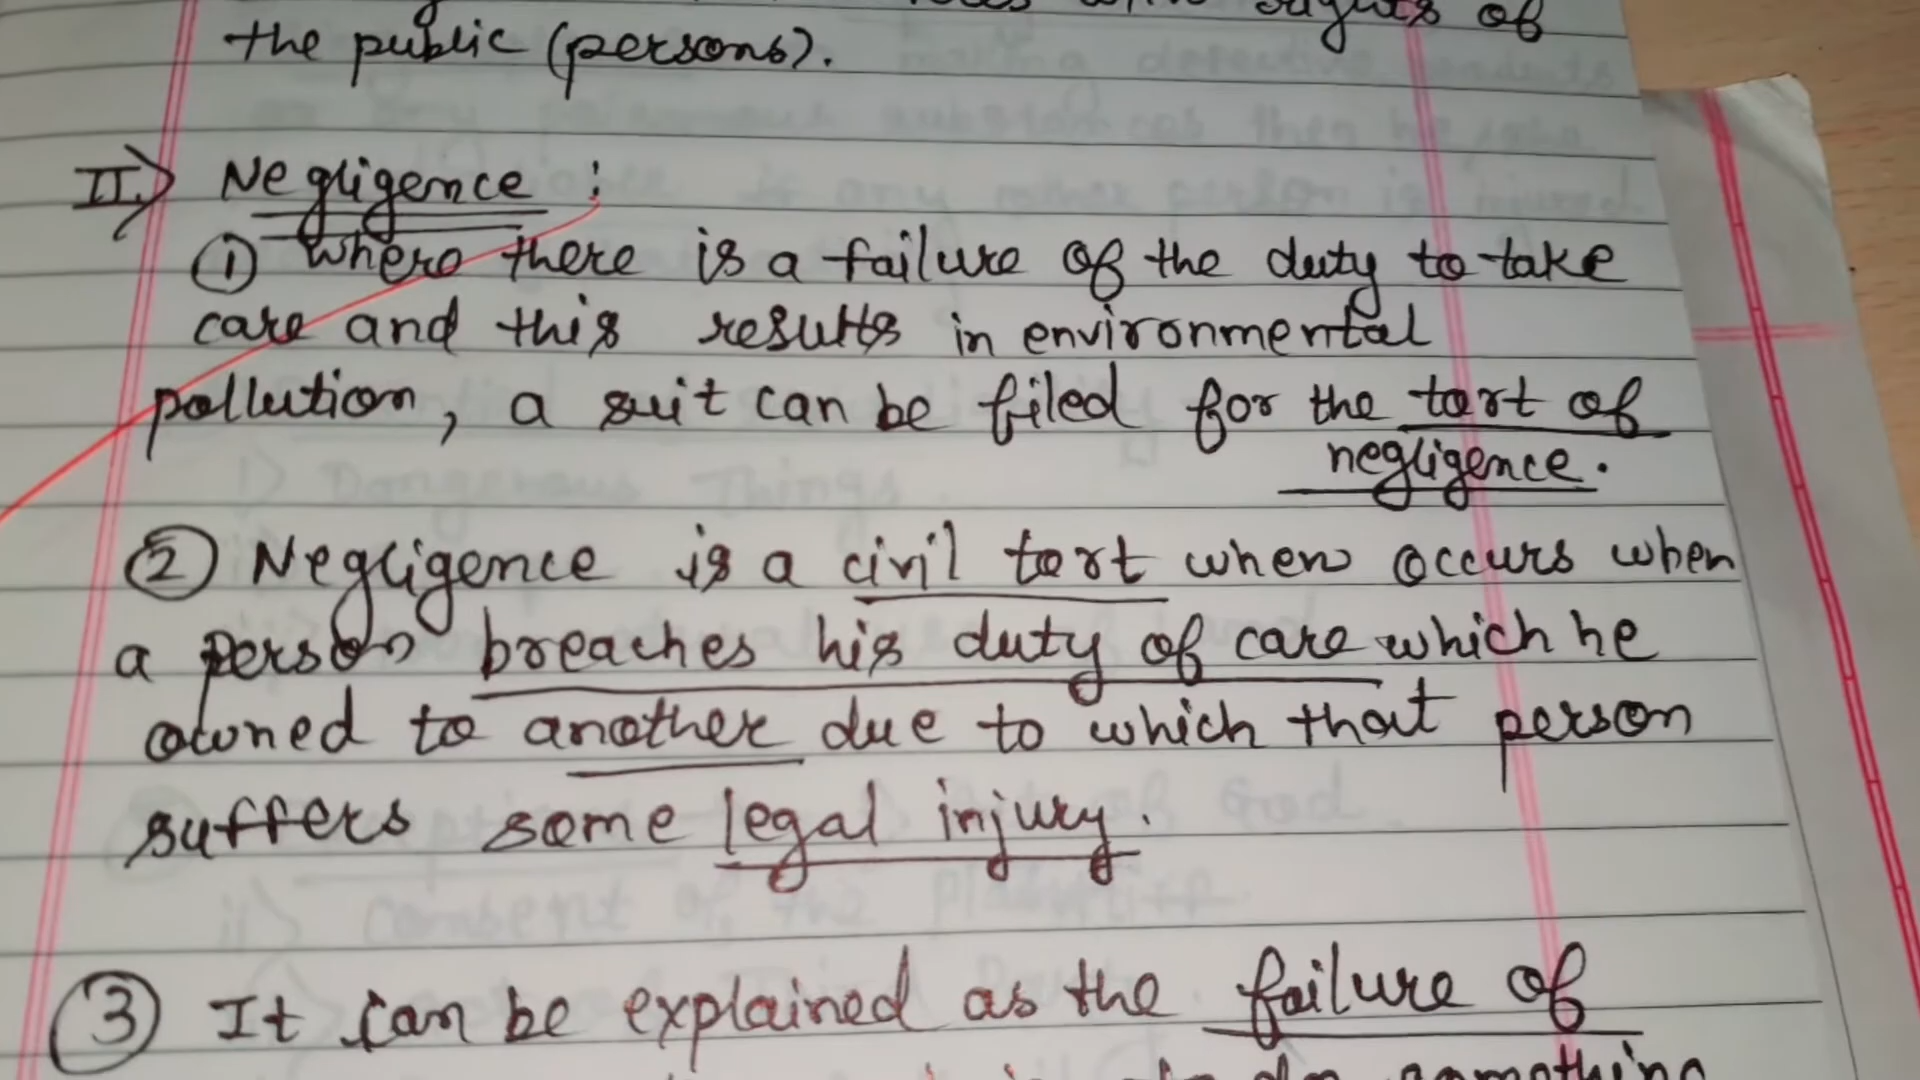 rights of
the public (persons).
II) Negligence :
① where there is a failure of the duty to take
care and this results in environmental
pollution, a suit can be filed for the tort of
negligence.
② Negligence is a civil tort when occurs when
a person breaches his duty of care which he
owned to another due to which that person
suffers some legal injury.
③ It can be explained as the failure of
something